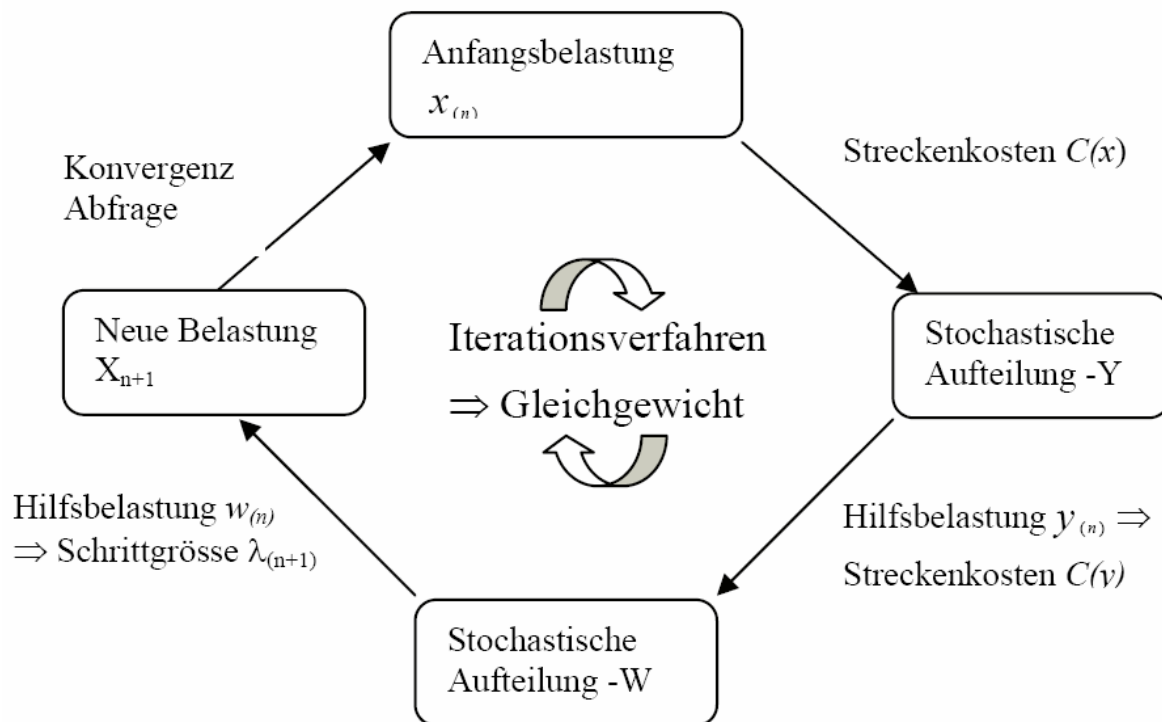 Anfangsbelastung
x(n)
Streckenkosten C(x)
Konvergenz
Abfrage
Neue Belastung
Xn+1
Iterationsverfahren
⇒ Gleichgewicht
Stochastische
Aufteilung -Y
Hilfsbelastung w(n)
⇒ Schrittgrösse λ(n+1)
Hilfsbelastung y(n) ⇒
Streckenkosten C(y)
Stochastische
Aufteilung -W